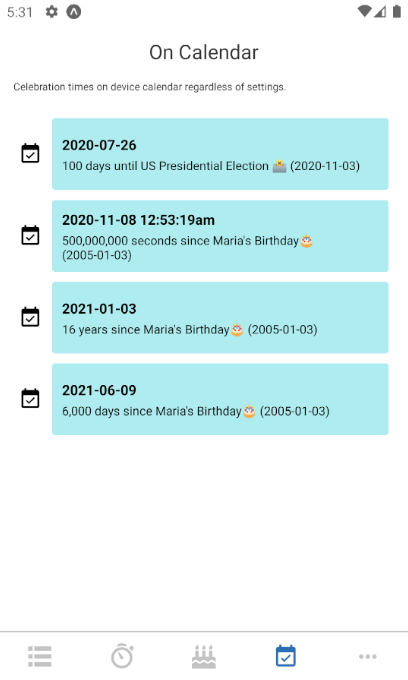 5:31
On Calendar
Celebration times on device calendar regardless of settings.
2020-07-26
100 days until US Presidential Election 🗳️ (2020-11-03)
2020-11-08 12:53:19am
500,000,000 seconds since Maria's Birthday🎂
(2005-01-03)
2021-01-03
16 years since Maria's Birthday🎂 (2005-01-03)
2021-06-09
6,000 days since Maria's Birthday🎂 (2005-01-03)